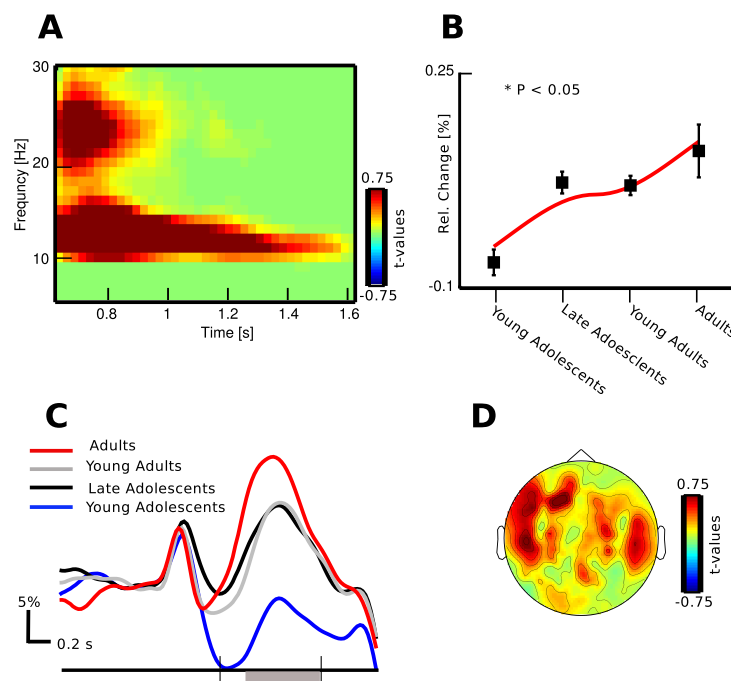 A
30
20
10
Frequncy [Hz]
0.8 1 1.2 1.4 1.6
Time [s]
0.75
-0.75
t-values
B
0.25
-0.1
Rel. Change [%]
* P < 0.05
Young Adolescents
Late Adoesclents
Young Adults
Adults
C
Adults
Young Adults
Late Adolescents
Young Adolescents
5%
0.2 s
D
0.75
-0.75
t-values